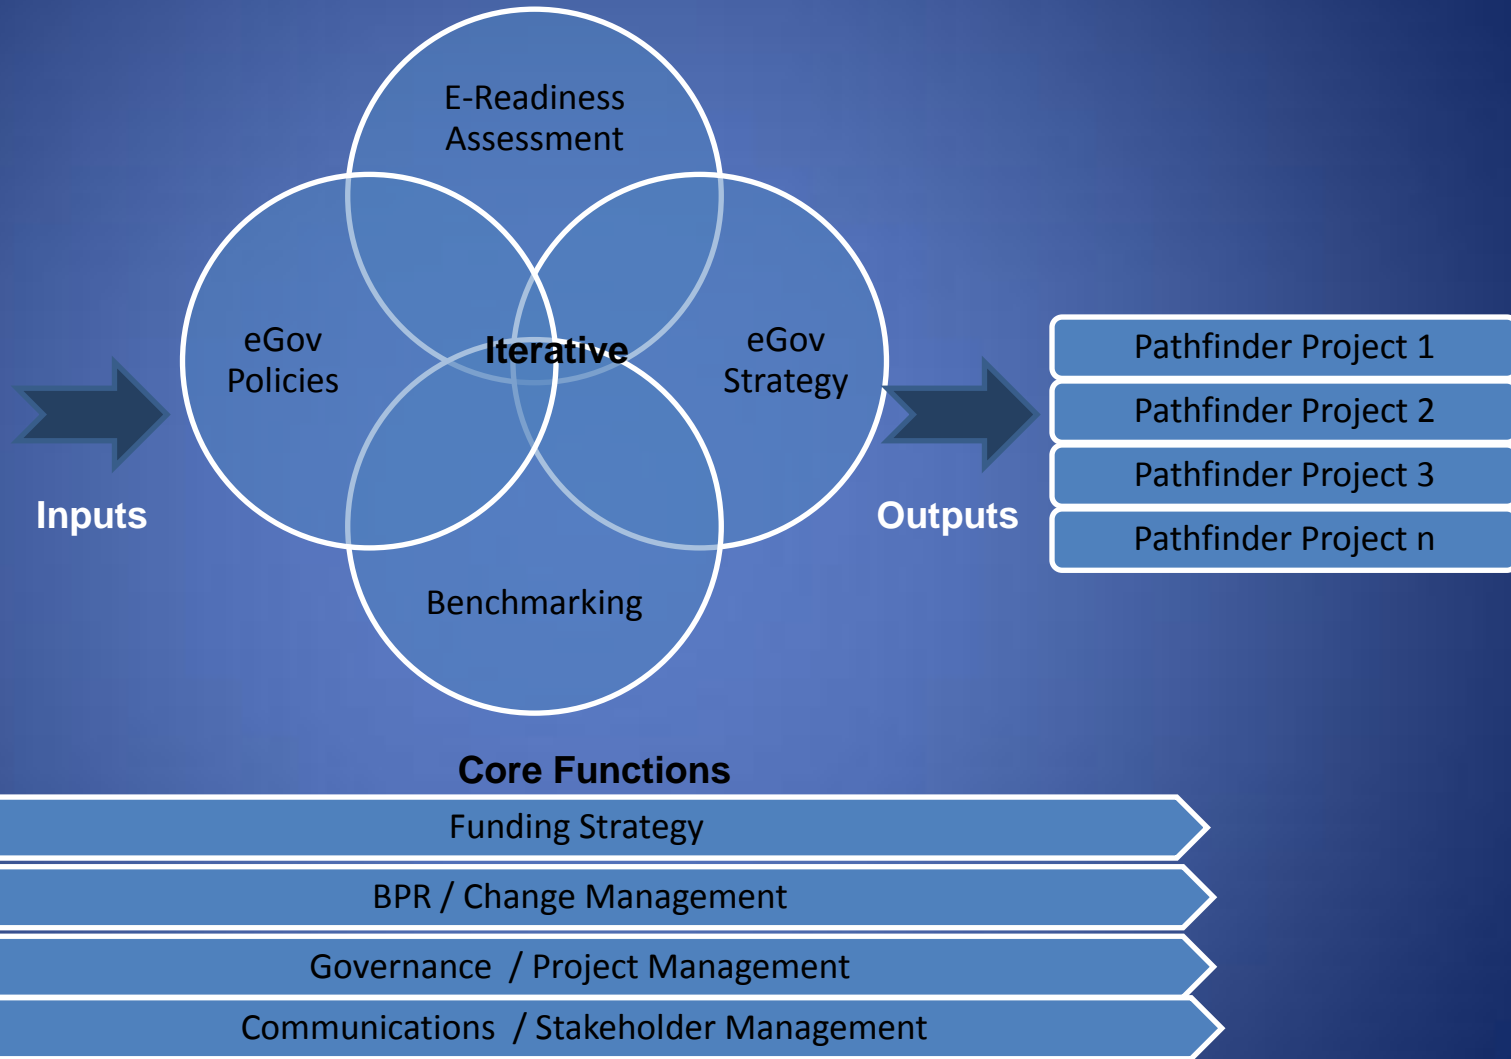 E-Readiness
Assessment
eGov
Policies
Iterative
eGov
Strategy
Benchmarking
Inputs
Outputs
Pathfinder Project 1
Pathfinder Project 2
Pathfinder Project 3
Pathfinder Project n
Core Functions
Funding Strategy
BPR / Change Management
Governance / Project Management
Communications / Stakeholder Management